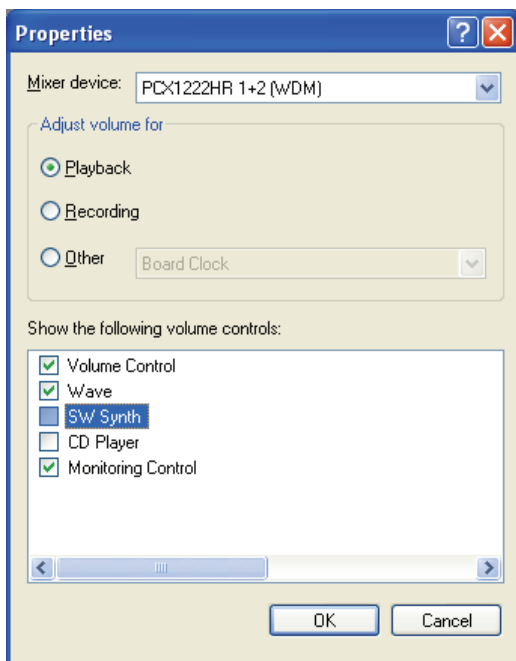 Properties
Mixer device: PCX1222HR 1+2 (WDM)
Adjust volume for
Playback
Recording
Other Board Clock
Show the following volume controls:
Volume Control
Wave
SW Synth
CD Player
Monitoring Control
OK Cancel